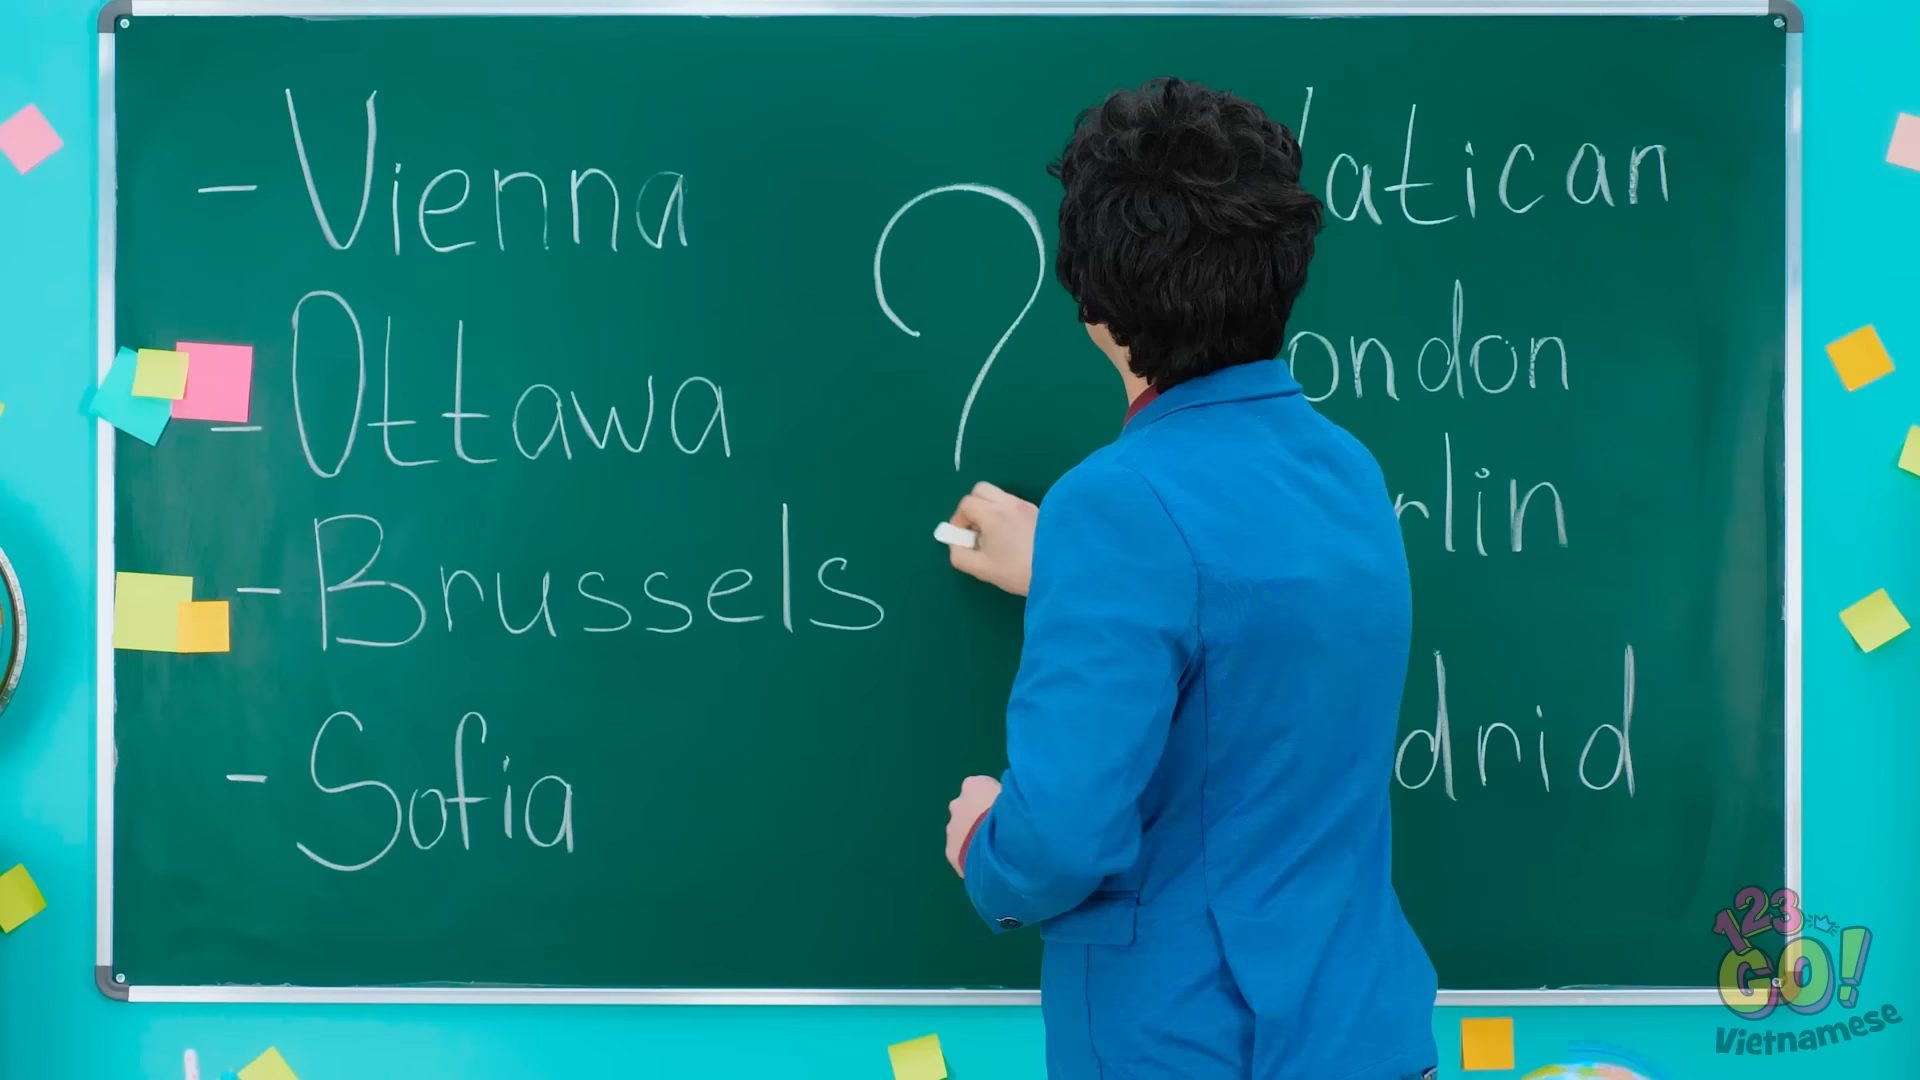 - Vienna
- Ottawa
- Brussels
- Sofia
?
atican
ondon
rlin
drid
123 GO!
Vietnamese